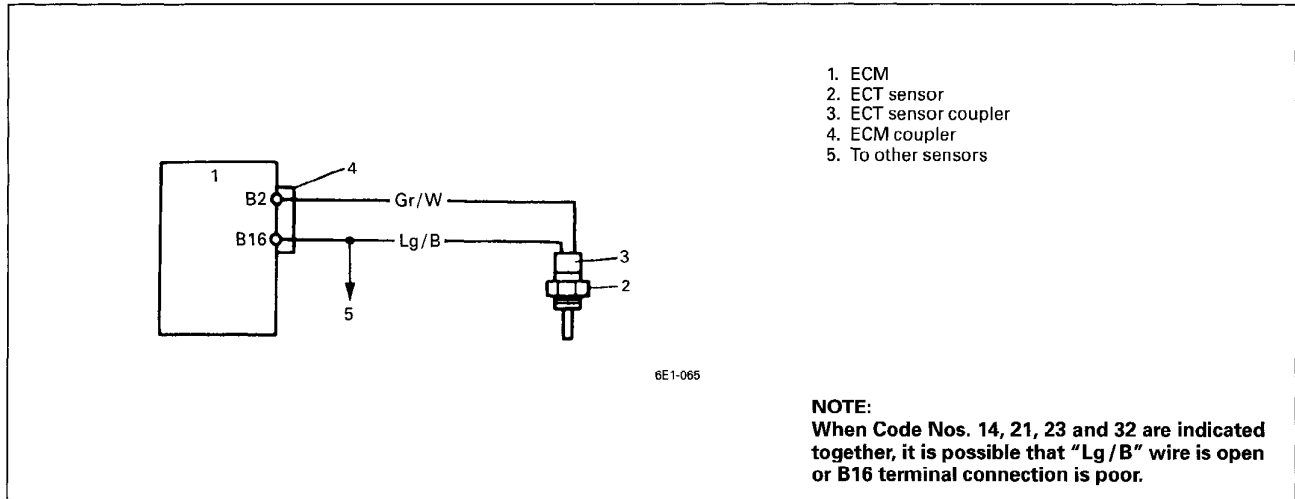 1. ECM
2. ECT sensor
3. ECT sensor coupler
4. ECM coupler
5. To other sensors
1
4
B2
Gr/W
B16
Lg/B
3
2
5
6E1-065
NOTE:
When Code Nos. 14, 21, 23 and 32 are indicated
together, it is possible that "Lg/B" wire is open
or B16 terminal connection is poor.